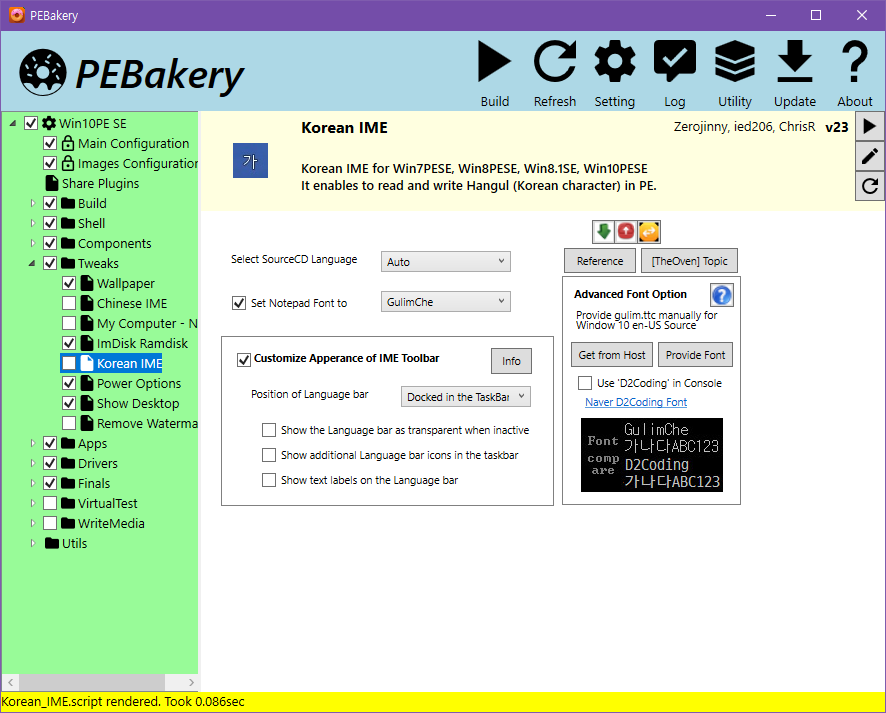 PEBakery
PEBakery
Build
Refresh
Setting
Log
Utility
Update
About
Win10PE SE
Main Configuration
Images Configuration
Share Plugins
Build
Shell
Components
Tweaks
Wallpaper
Chinese IME
My Computer - N
ImDisk Ramdisk
Korean IME
Power Options
Show Desktop
Remove Waterma
Apps
Drivers
Finals
VirtualTest
WriteMedia
Utils
가
Korean IME
Zerojinny, ied206, ChrisR v23
Korean IME for Win7PESE, Win8PESE, Win8.1SE, Win10PESE
It enables to read and write Hangul (Korean character) in PE.
Select SourceCD Language
Auto
Set Notepad Font to
GulimChe
Customize Apperance of IME Toolbar
Info
Position of Language bar
Docked in the TaskBar
Show the Language bar as transparent when inactive
Show additional Language bar icons in the taskbar
Show text labels on the Language bar
Reference
[TheOven] Topic
Advanced Font Option
?
Provide gulim.ttc manually for
Window 10 en-US Source
Get from Host
Provide Font
Use 'D2Coding' in Console
Naver D2Coding Font
Font
comp
are
GulimChe
가나다ABC123
D2Coding
가나다ABC123
Korean_IME.script rendered. Took 0.086sec